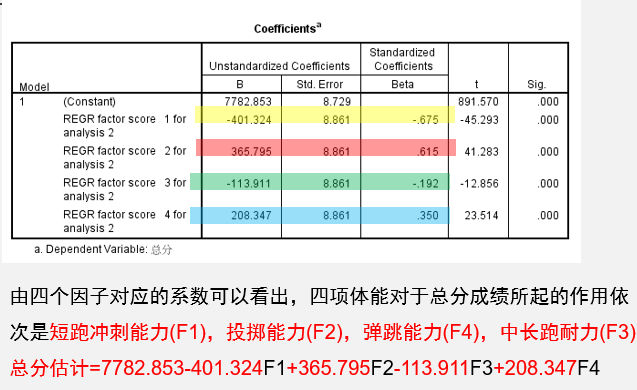 Coefficientsa
Unstandardized Coefficients Standardized Coefficients
Model B Std. Error Beta t Sig.
1 (Constant) 7782.853 8.729 891.570 .000
REGR factor score 1 for analysis 2 -401.324 8.861 -.675 -45.293 .000
REGR factor score 2 for analysis 2 365.795 8.861 .615 41.283 .000
REGR factor score 3 for analysis 2 -113.911 8.861 -.192 -12.856 .000
REGR factor score 4 for analysis 2 208.347 8.861 .350 23.514 .000
a. Dependent Variable: 总分
由四个因子对应的系数可以看出，四项体能对于总分成绩所起的作用依
次是短跑冲刺能力(F1)，投掷能力(F2)，弹跳能力(F4)，中长跑耐力(F3)
总分估计=7782.853-401.324F1+365.795F2-113.911F3+208.347F4